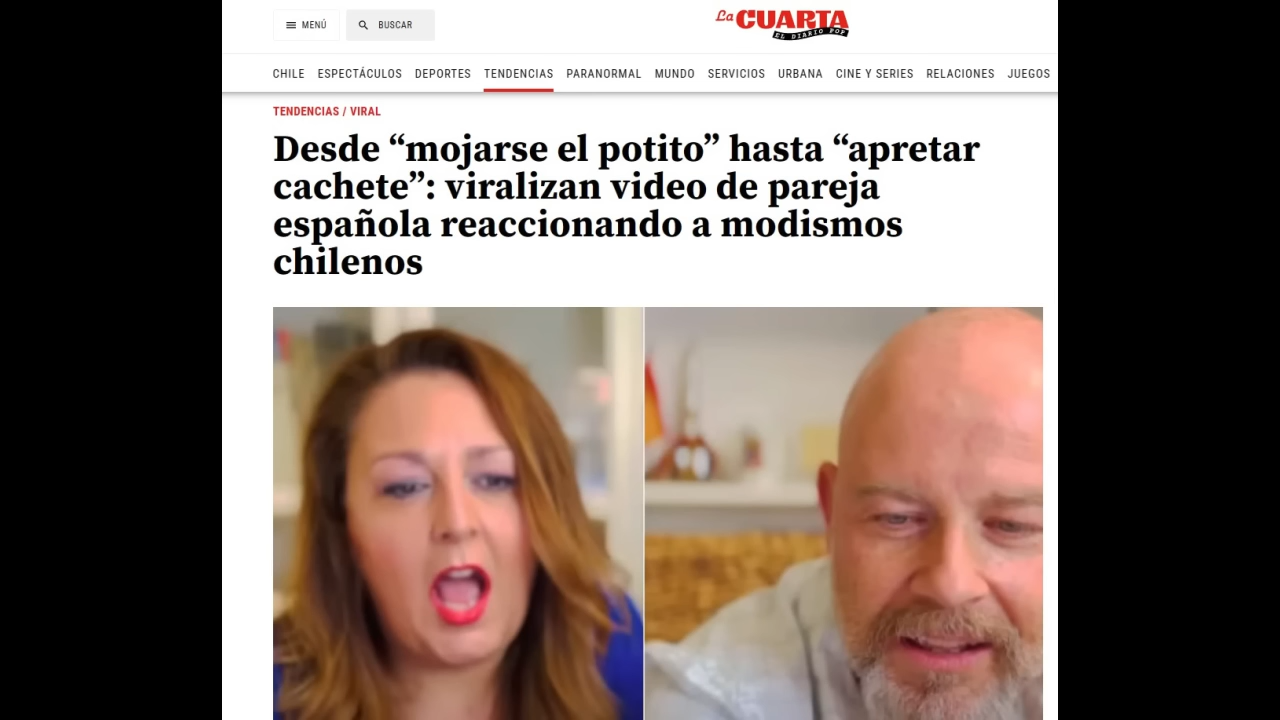 MENÚ
BUSCAR
La CUARTA
EL DIARIO POP
CHILE ESPECTÁCULOS DEPORTES TENDENCIAS PARANORMAL MUNDO SERVICIOS URBANA CINE Y SERIES RELACIONES JUEGOS
TENDENCIAS / VIRAL
Desde “mojarse el potito” hasta “apretar
cachete”: viralizan video de pareja
española reaccionando a modismos
chilenos